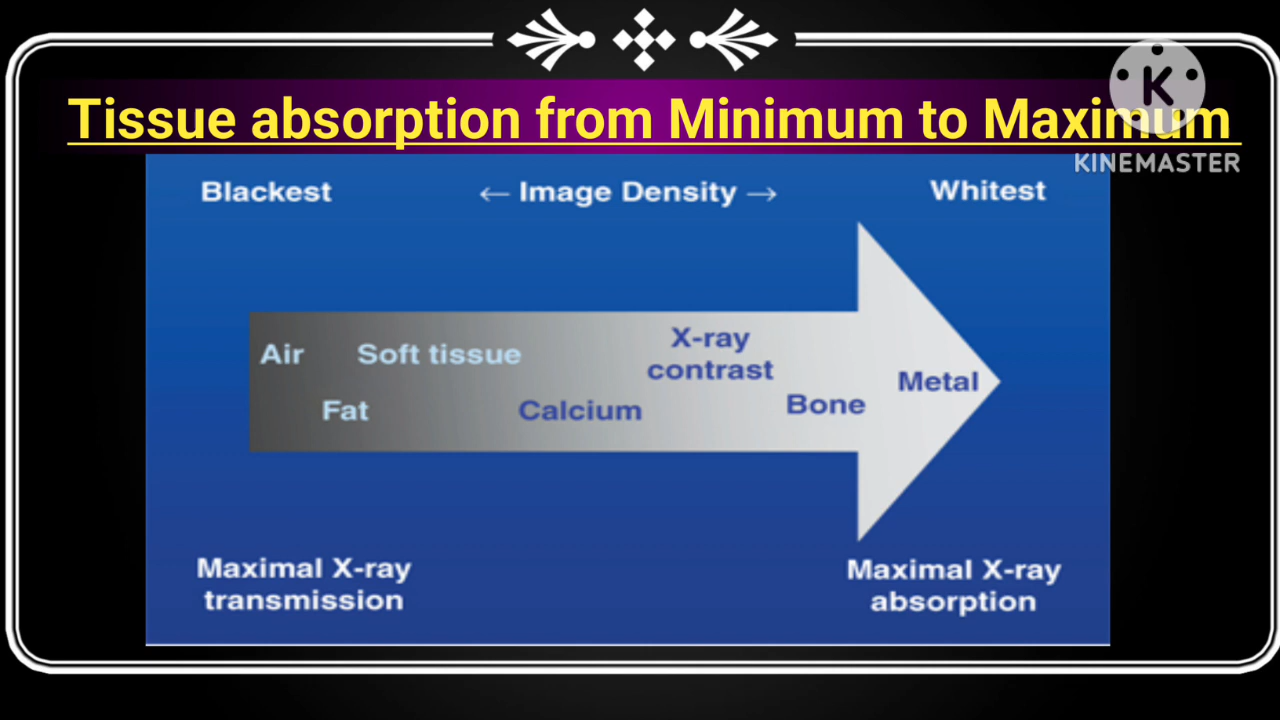 K
Tissue absorption from Minimum to Maximum
KINEMASTER
Blackest
← Image Density →
Whitest
Air
Soft tissue
X-ray
contrast
Metal
Fat
Calcium
Bone
Maximal X-ray
transmission
Maximal X-ray
absorption